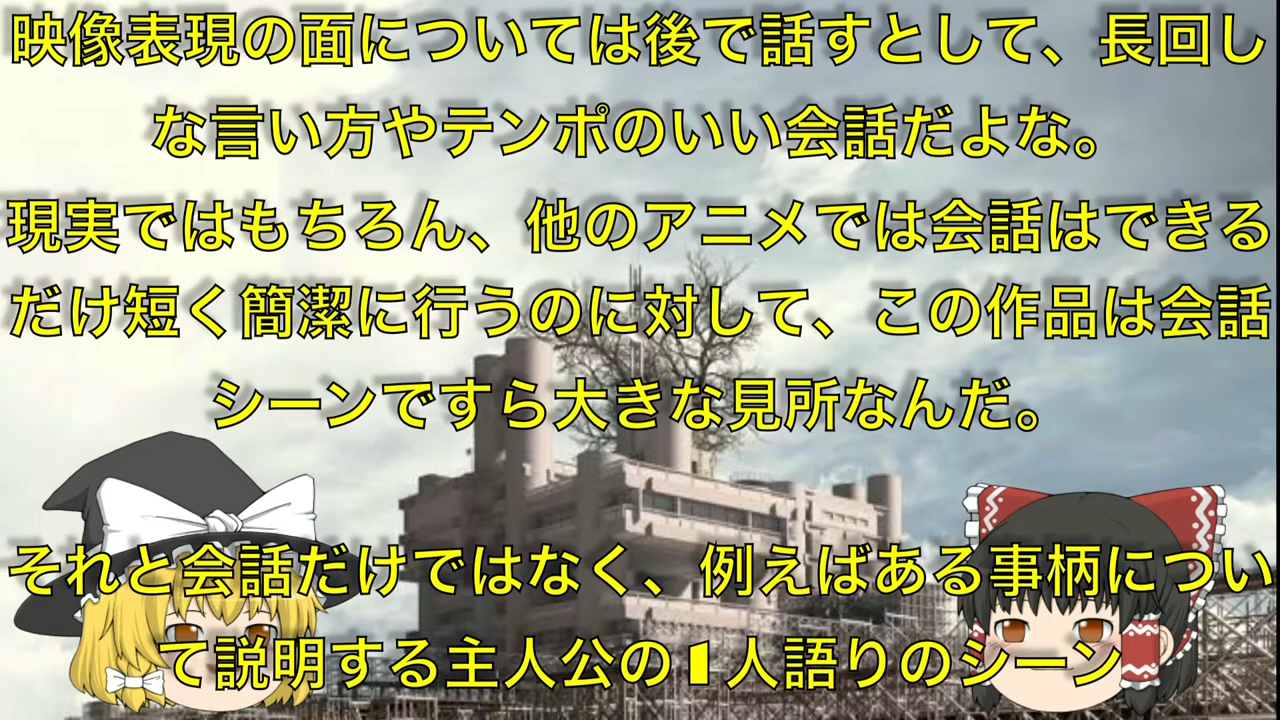 映像表現の面については後で話すとして、長回し
な言い方やテンポのいい会話だよな。
現実ではもちろん、他のアニメでは会話はできる
だけ短く簡潔に行うのに対して、この作品は会話
シーンですら大きな見所なんだ。
それと会話だけではなく、例えばある事柄につい
て説明する主人公の1人語りのシーン